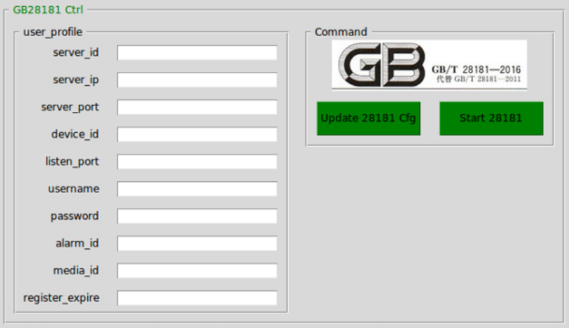 GB28181 Ctrl
user_profile
server_id
server_ip
server_port
device_id
listen_port
username
password
alarm_id
media_id
register_expire
Command
GB
GB/T 28181—2016
代替 GB/T 28181—2011
Update 28181 Cfg
Start 28181